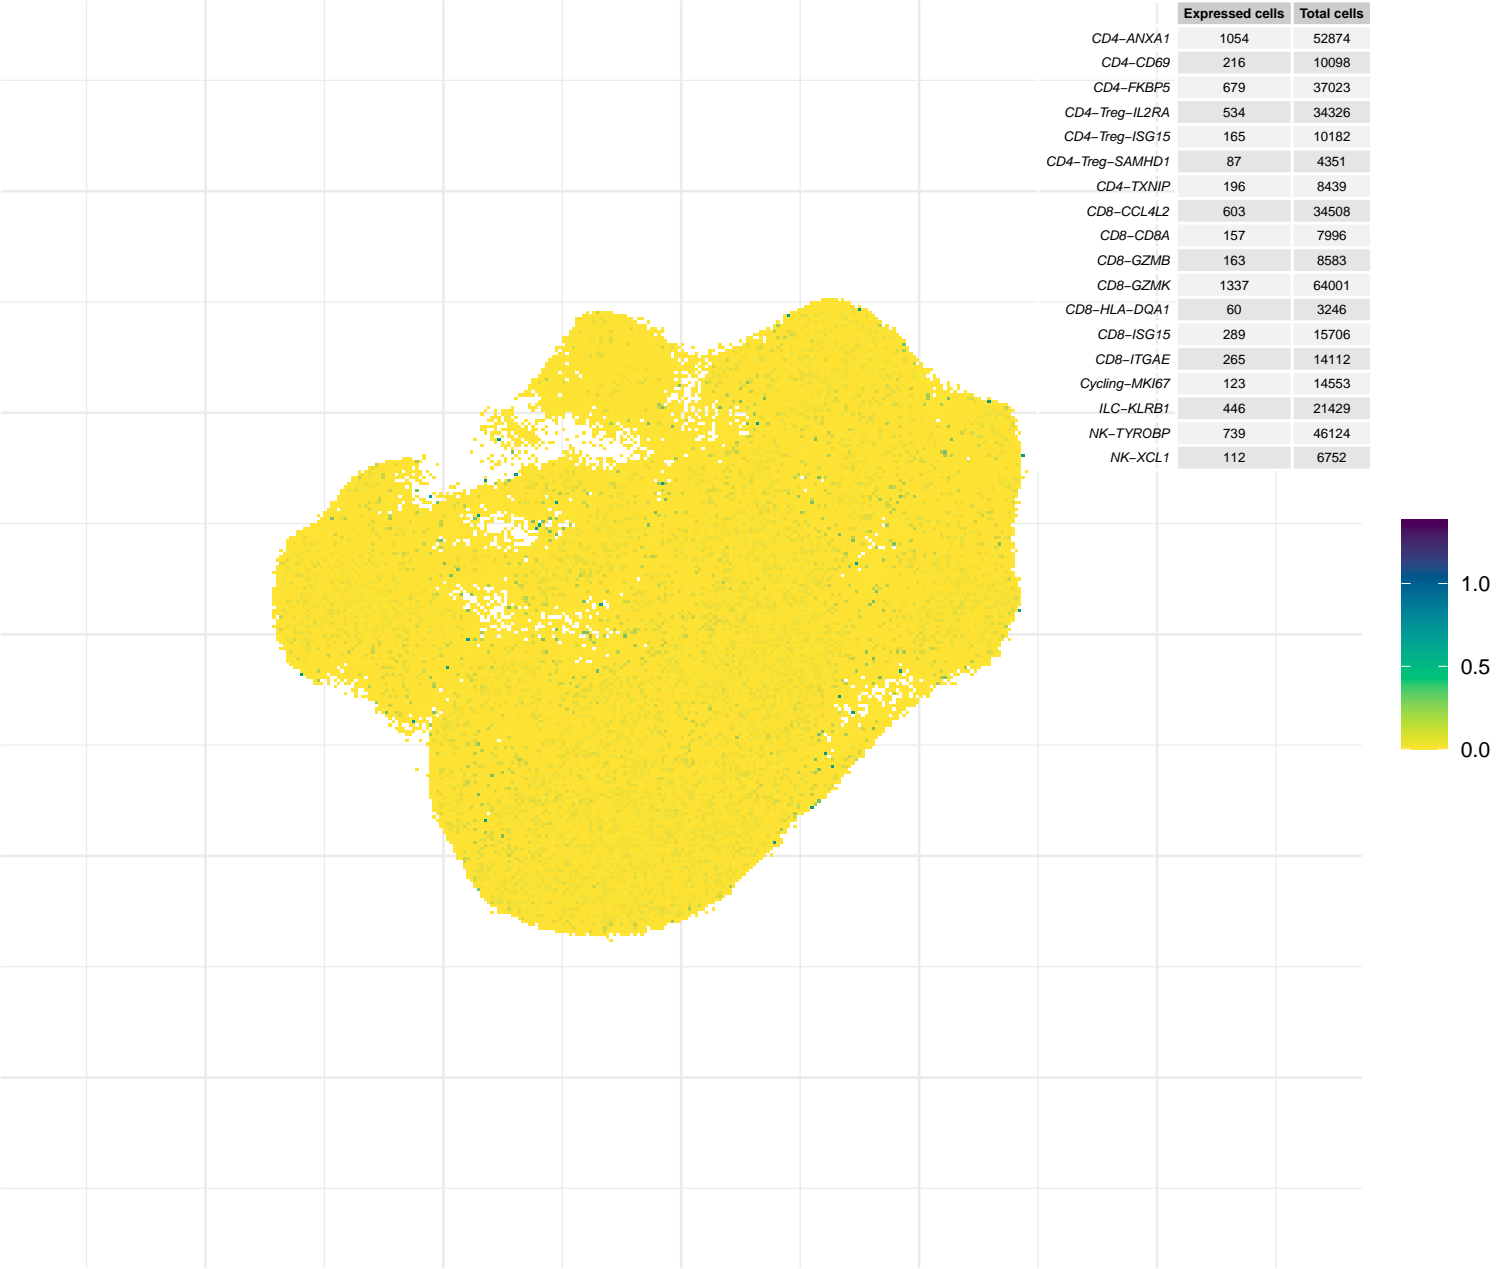 Expressed cells Total cells
CD4−ANXA1 1054 52874
CD4−CD69 216 10098
CD4−FKBP5 679 37023
CD4−Treg−IL2RA 534 34326
CD4−Treg−ISG15 165 10182
CD4−Treg−SAMHD1 87 4351
CD4−TXNIP 196 8439
CD8−CCL4L2 603 34508
CD8−CD8A 157 7996
CD8−GZMB 163 8583
CD8−GZMK 1337 64001
CD8−HLA−DQA1 60 3246
CD8−ISG15 289 15706
CD8−ITGAE 265 14112
Cycling−MKI67 123 14553
ILC−KLRB1 446 21429
NK−TYROBP 739 46124
NK−XCL1 112 6752
1.0
0.5
0.0